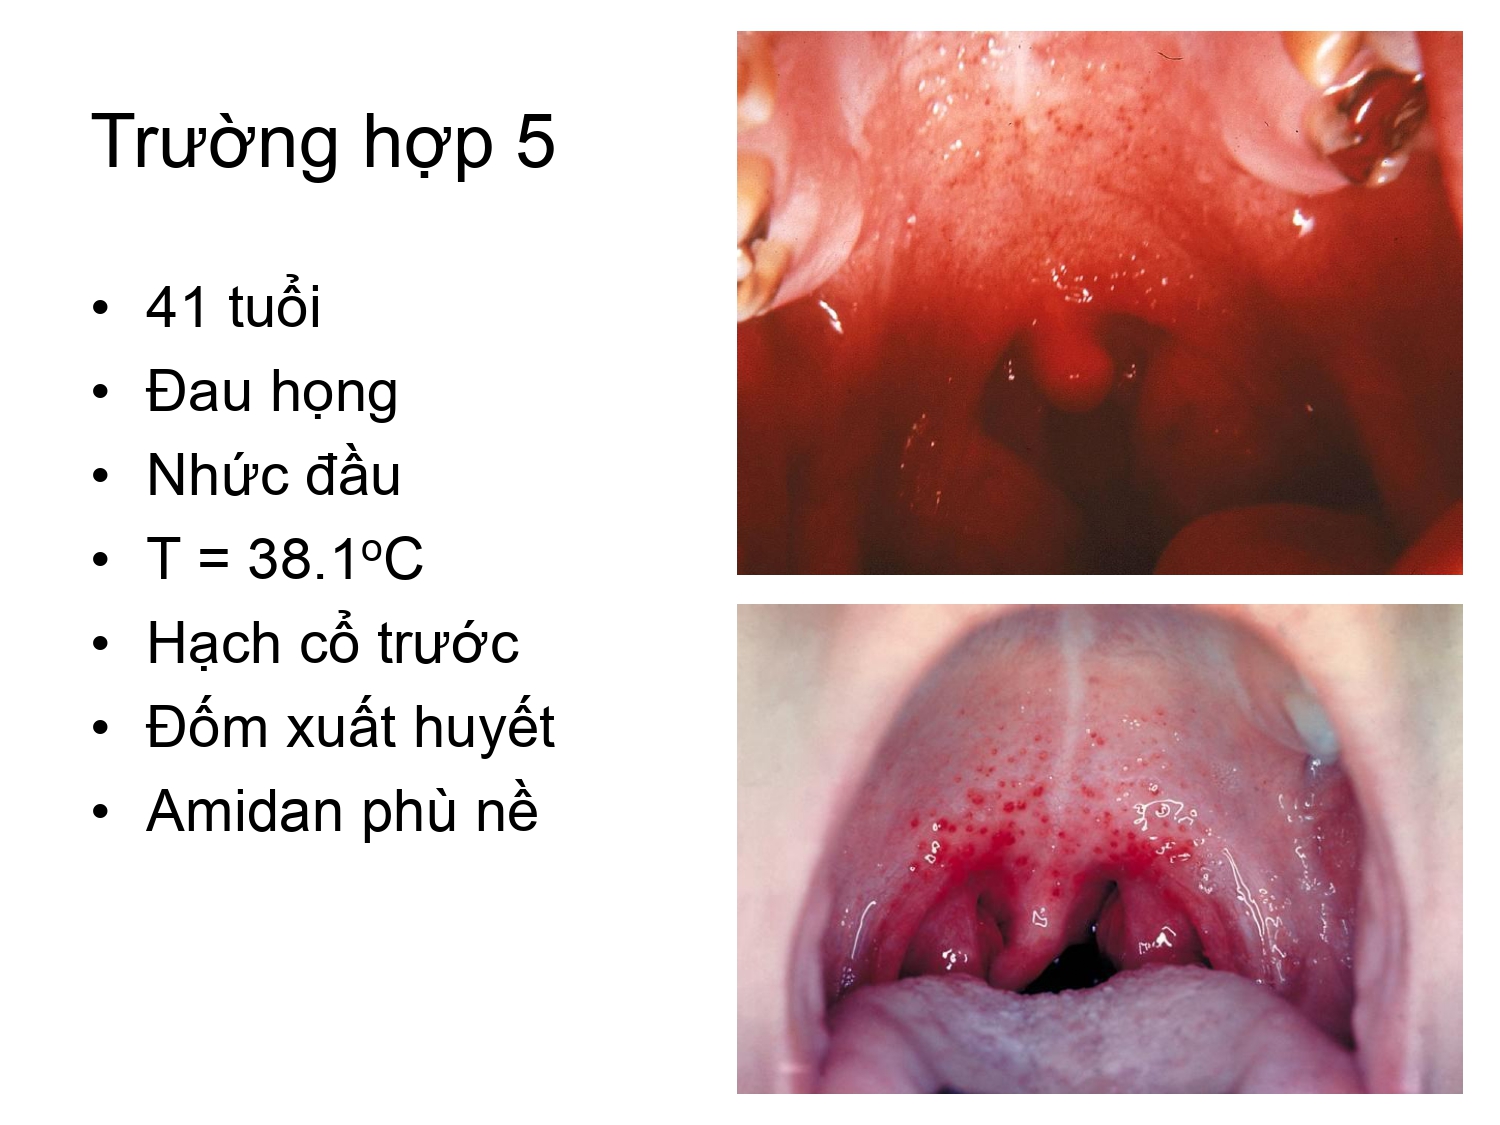 Trường hợp 5
• 41 tuổi
• Đau họng
• Nhức đầu
• T = 38.1ºC
• Hạch cổ trước
• Đốm xuất huyết
• Amidan phù nề